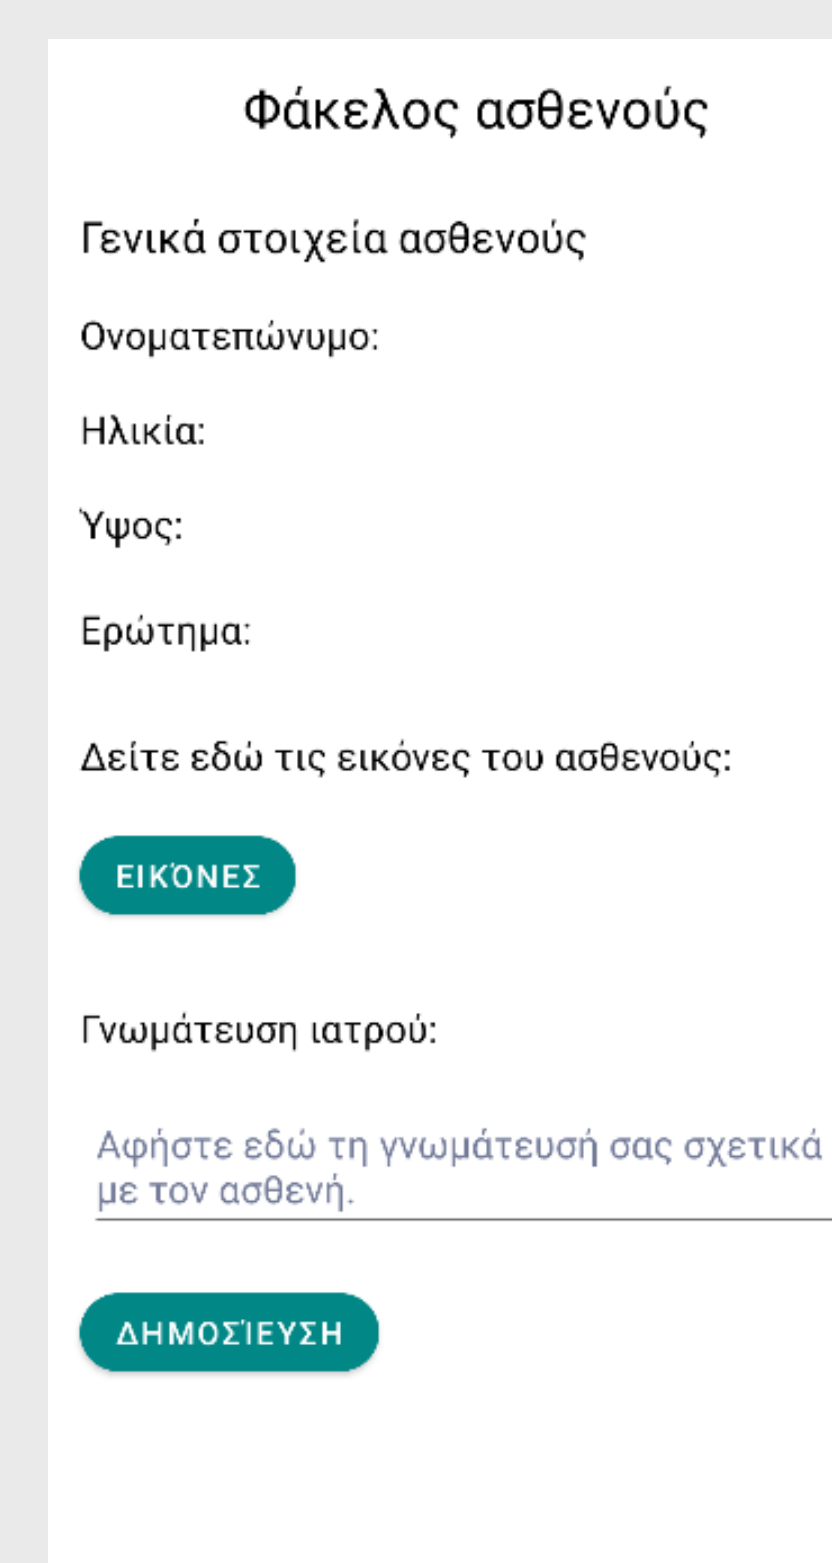 Φάκελος ασθενούς
Γενικά στοιχεία ασθενούς
Ονοματεπώνυμο:
Ηλικία:
Ύψος:
Ερώτημα:
Δείτε εδώ τις εικόνες του ασθενούς:
ΕΙΚΌΝΕΣ
Γνωμάτευση ιατρού:
Αφήστε εδώ τη γνωμάτευσή σας σχετικά
με τον ασθενή.
ΔΗΜΟΣΊΕΥΣΗ